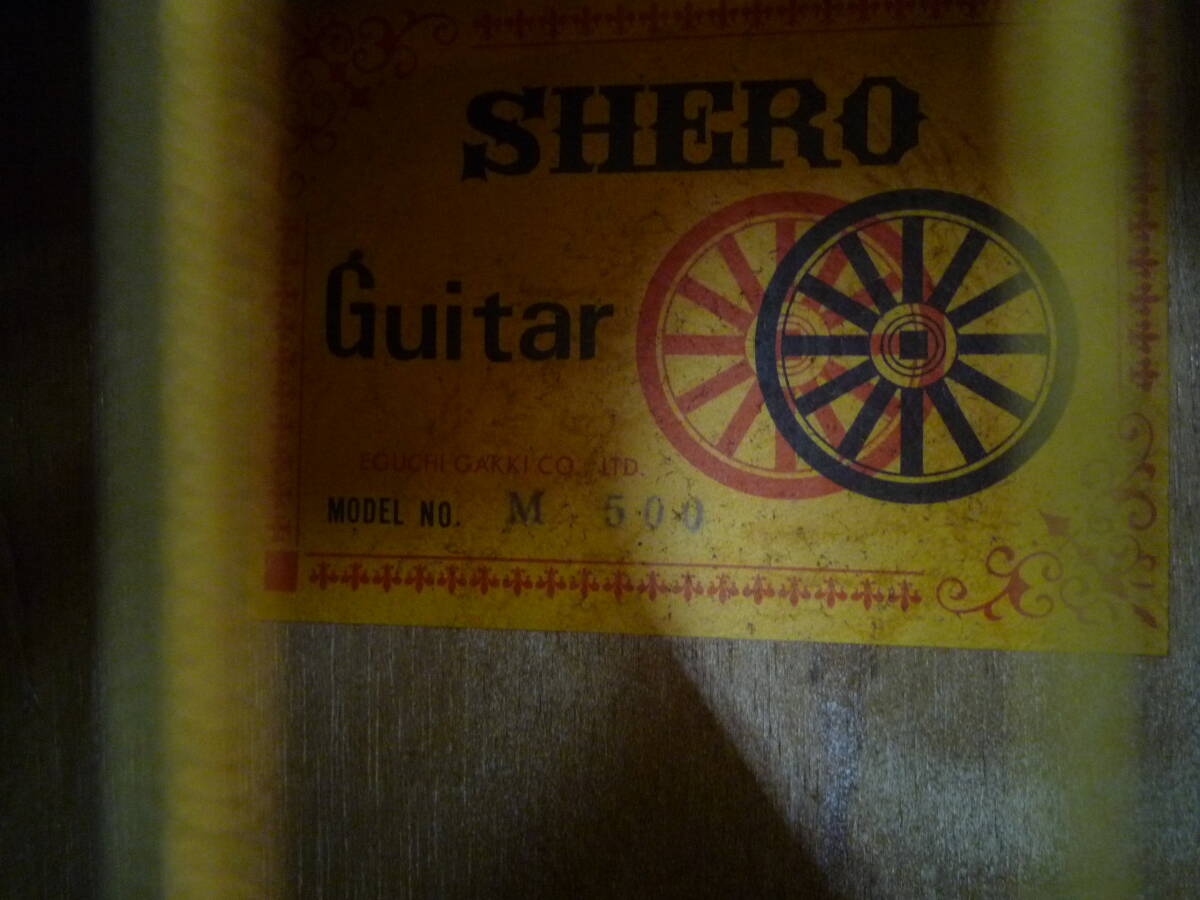 SHERO
Guitar
EGUCHI GAKKI CO., LTD.
MODEL NO. M 500